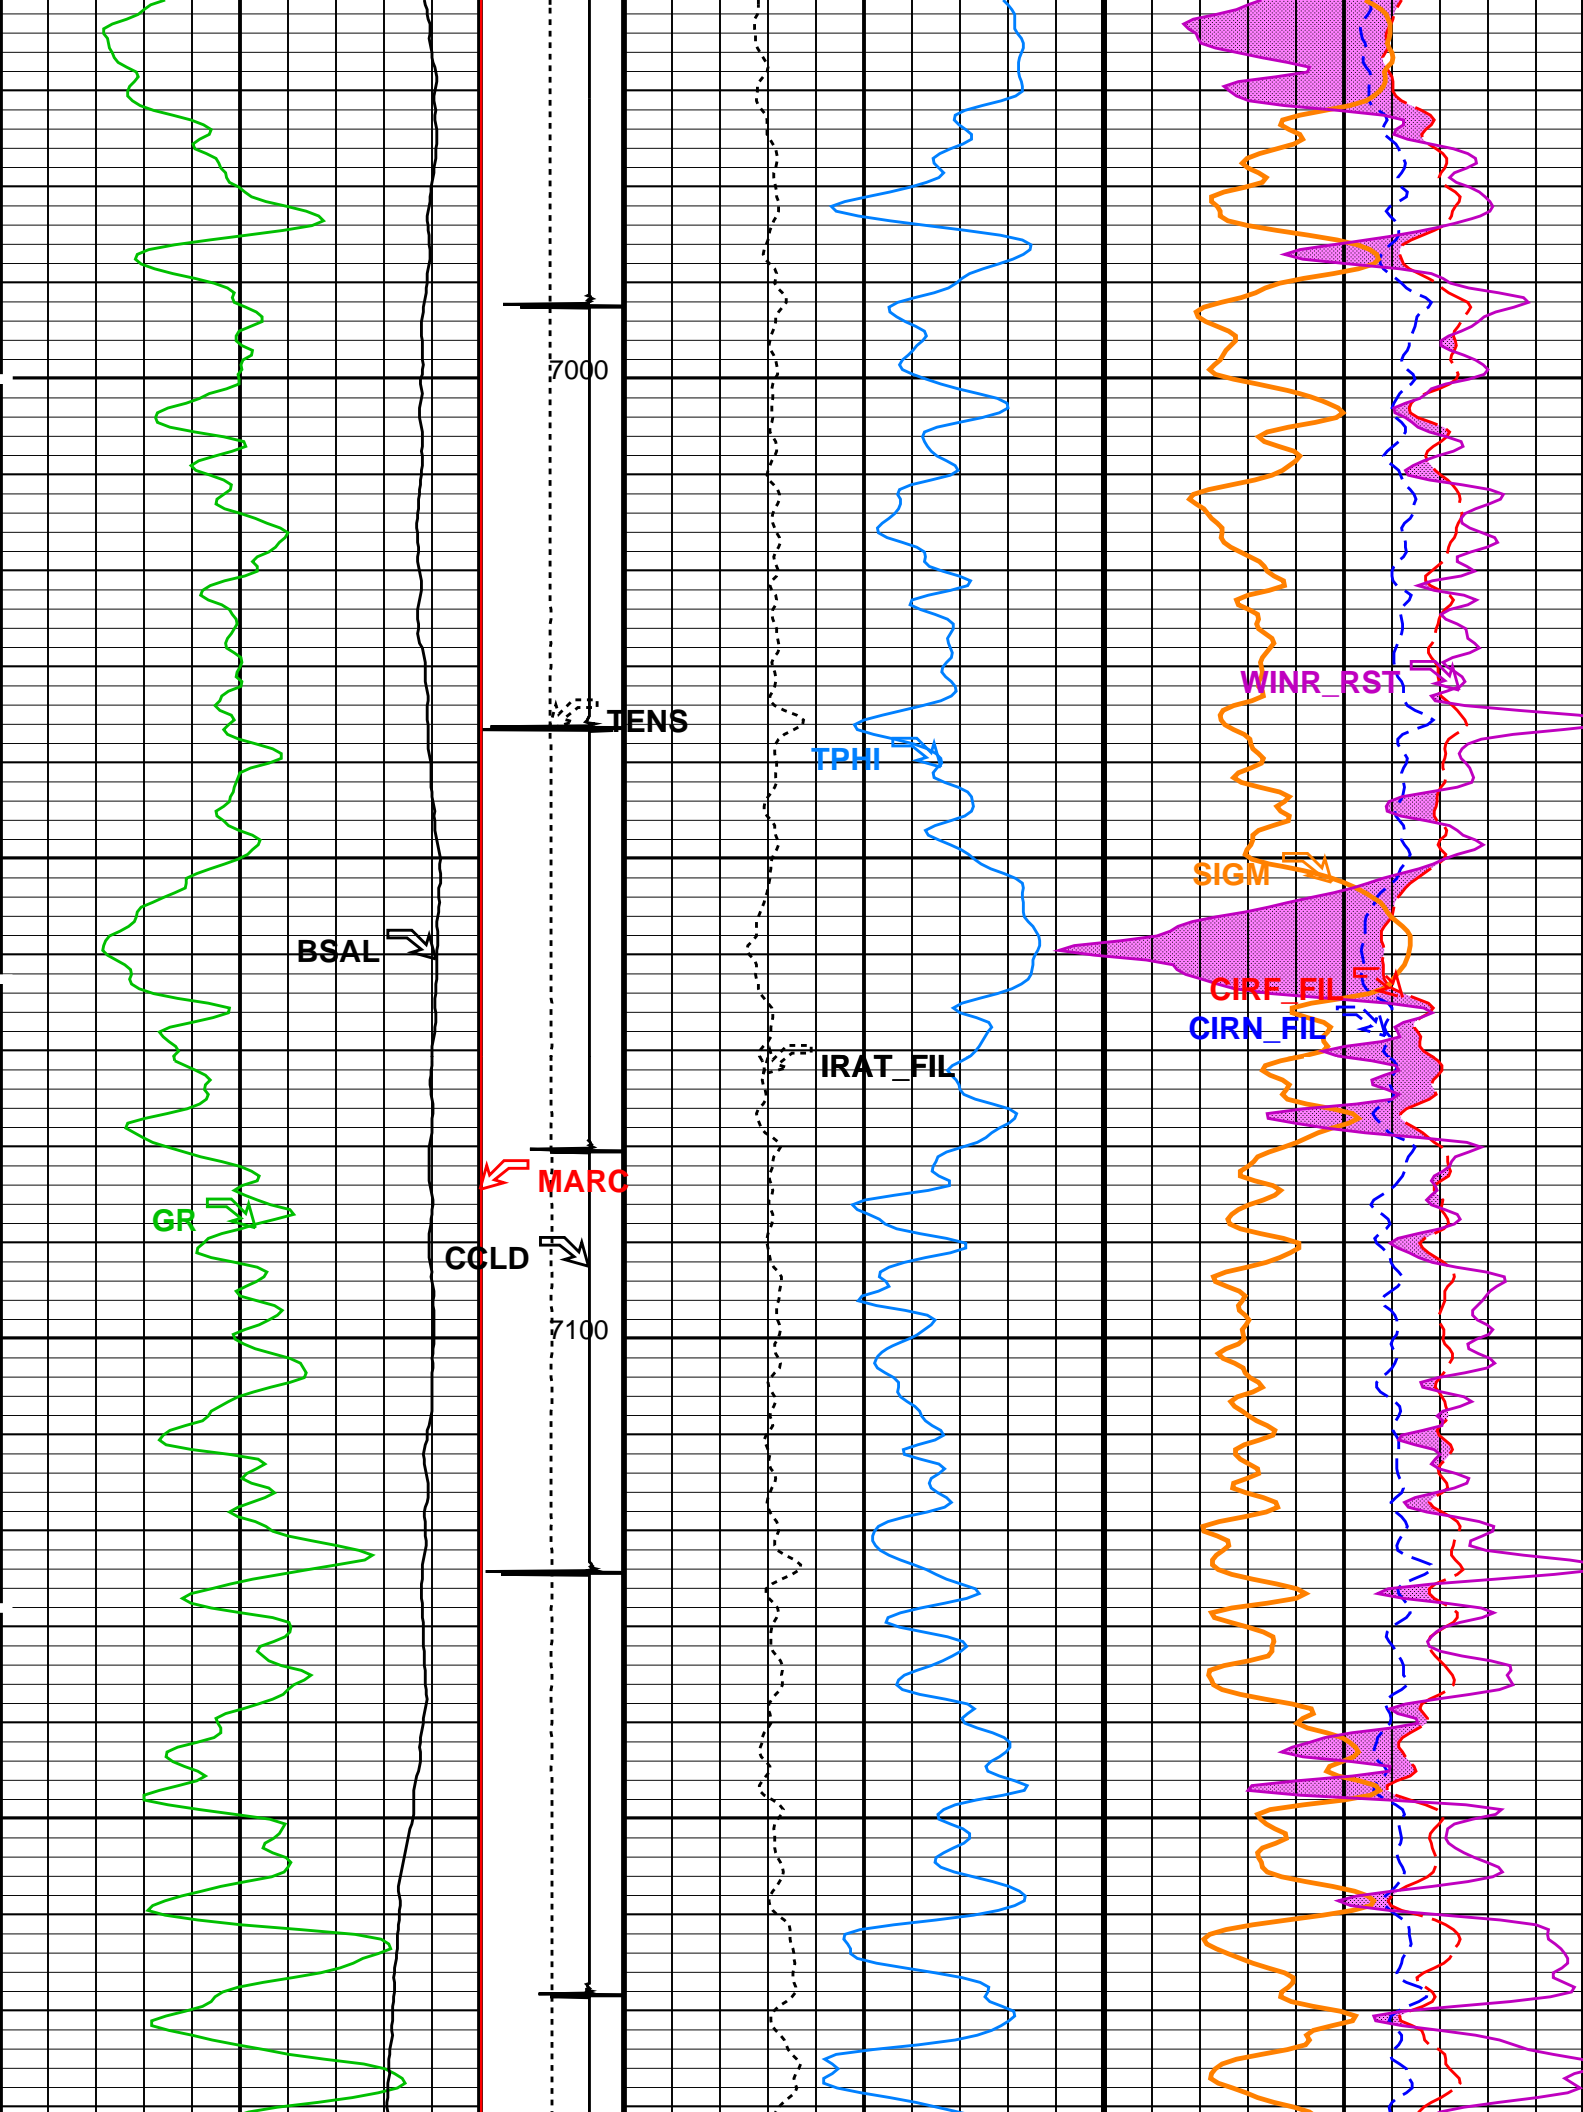 7000
WINR_RST
TENS
TPHI
SIGM
BSAL
CIRF_FIL
CIRN_FIL
IRAT_FIL
MARC
GR
CCLD
7100